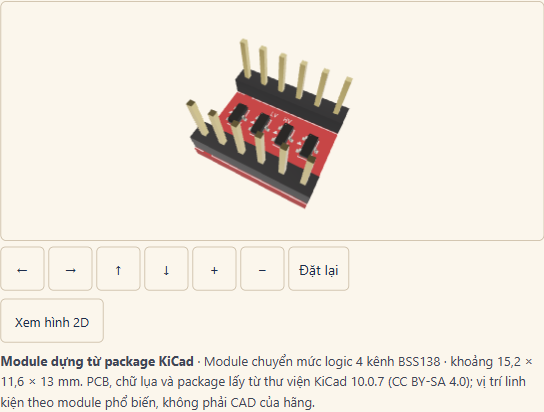 LV HV
← → ↑ ↓ + − Đặt lại
Xem hình 2D
Module dựng từ package KiCad · Module chuyển mức logic 4 kênh BSS138 · khoảng 15,2 ×
11,6 × 13 mm. PCB, chữ lụa và package lấy từ thư viện KiCad 10.0.7 (CC BY-SA 4.0); vị trí linh
kiện theo module phổ biến, không phải CAD của hãng.